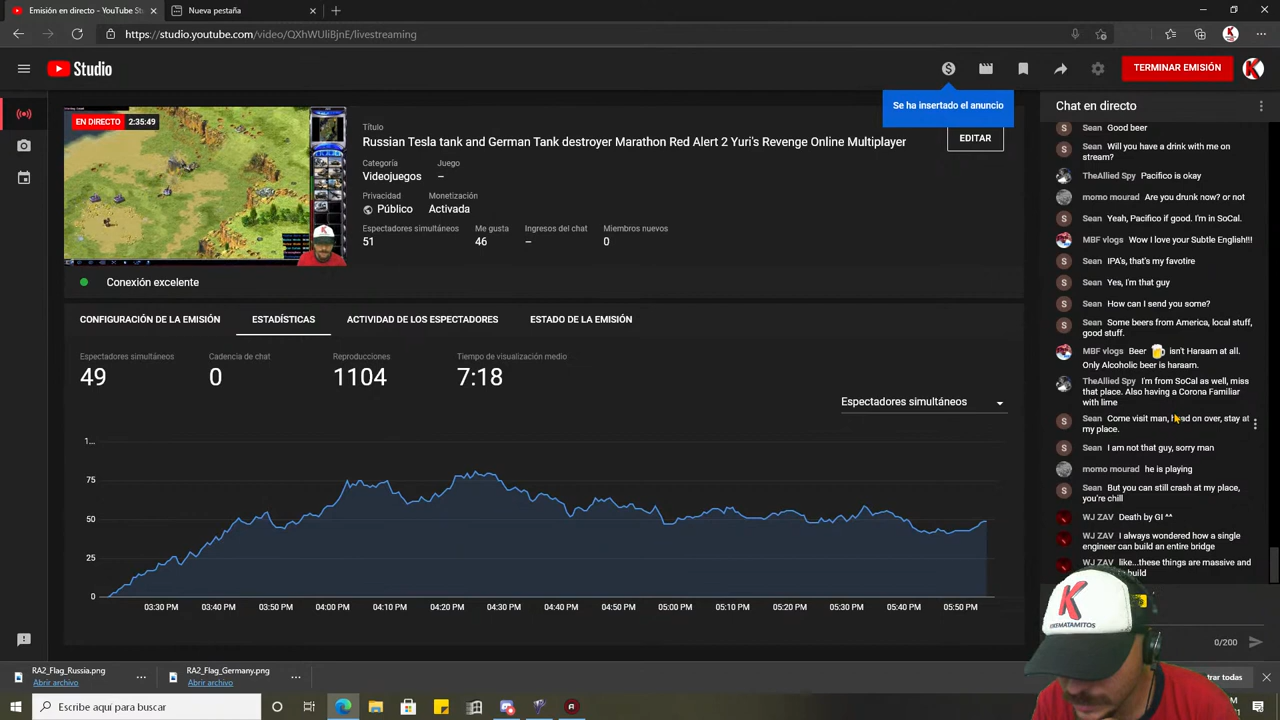 Emisión en directo - YouTube St
Nueva pestaña
https://studio.youtube.com/video/QXhWUliBjnE/livestreaming
Studio
TERMINAR EMISIÓN
Se ha insertado el anuncio
EDITAR
EN DIRECTO
2:35:49
Título
Russian Tesla tank and German Tank destroyer Marathon Red Alert 2 Yuri's Revenge Online Multiplayer
Categoría
Juego
Videojuegos
–
Privacidad
Monetización
Público
Activada
Espectadores simultáneos
Me gusta
Ingresos del chat
Miembros nuevos
51
46
–
0
Conexión excelente
CONFIGURACIÓN DE LA EMISIÓN
ESTADÍSTICAS
ACTIVIDAD DE LOS ESPECTADORES
ESTADO DE LA EMISIÓN
Espectadores simultáneos
Cadencia de chat
Reproducciones
Tiempo de visualización medio
49
0
1104
7:18
Espectadores simultáneos
1...
75
50
25
0
03:30 PM
03:40 PM
03:50 PM
04:00 PM
04:10 PM
04:20 PM
04:30 PM
04:40 PM
04:50 PM
05:00 PM
05:10 PM
05:20 PM
05:30 PM
05:40 PM
05:50 PM
Chat en directo
Sean Good beer
Sean Will you have a drink with me on
stream?
TheAllied Spy Pacifico is okay
momo mourad Are you drunk now? or not
Sean Yeah, Pacifico if good. I'm in SoCal.
MBF vlogs Wow I love your Subtle English!!!
Sean IPA's, that's my favotire
Sean Yes, I'm that guy
Sean How can I send you some?
Sean Some beers from America, local stuff,
good stuff.
MBF vlogs Beer 🍺 isn't Haraam at all.
Only Alcoholic beer is haraam.
TheAllied Spy I'm from SoCal as well, miss
that place. Also having a Corona Familiar
with lime
Sean Come visit man, head on over, stay at
my place.
Sean I am not that guy, sorry man
momo mourad he is playing
Sean But you can still crash at my place,
you're chill
WJ ZAV Death by GI ^^
WJ ZAV I always wondered how a single
engineer can build an entire bridge
WJ ZAV like...these things are massive and
build
0/200
K
KIKEMATAMITOS
RA2_Flag_Russia.png
Abrir archivo
RA2_Flag_Germany.png
Abrir archivo
trar todas
Escribe aquí para buscar